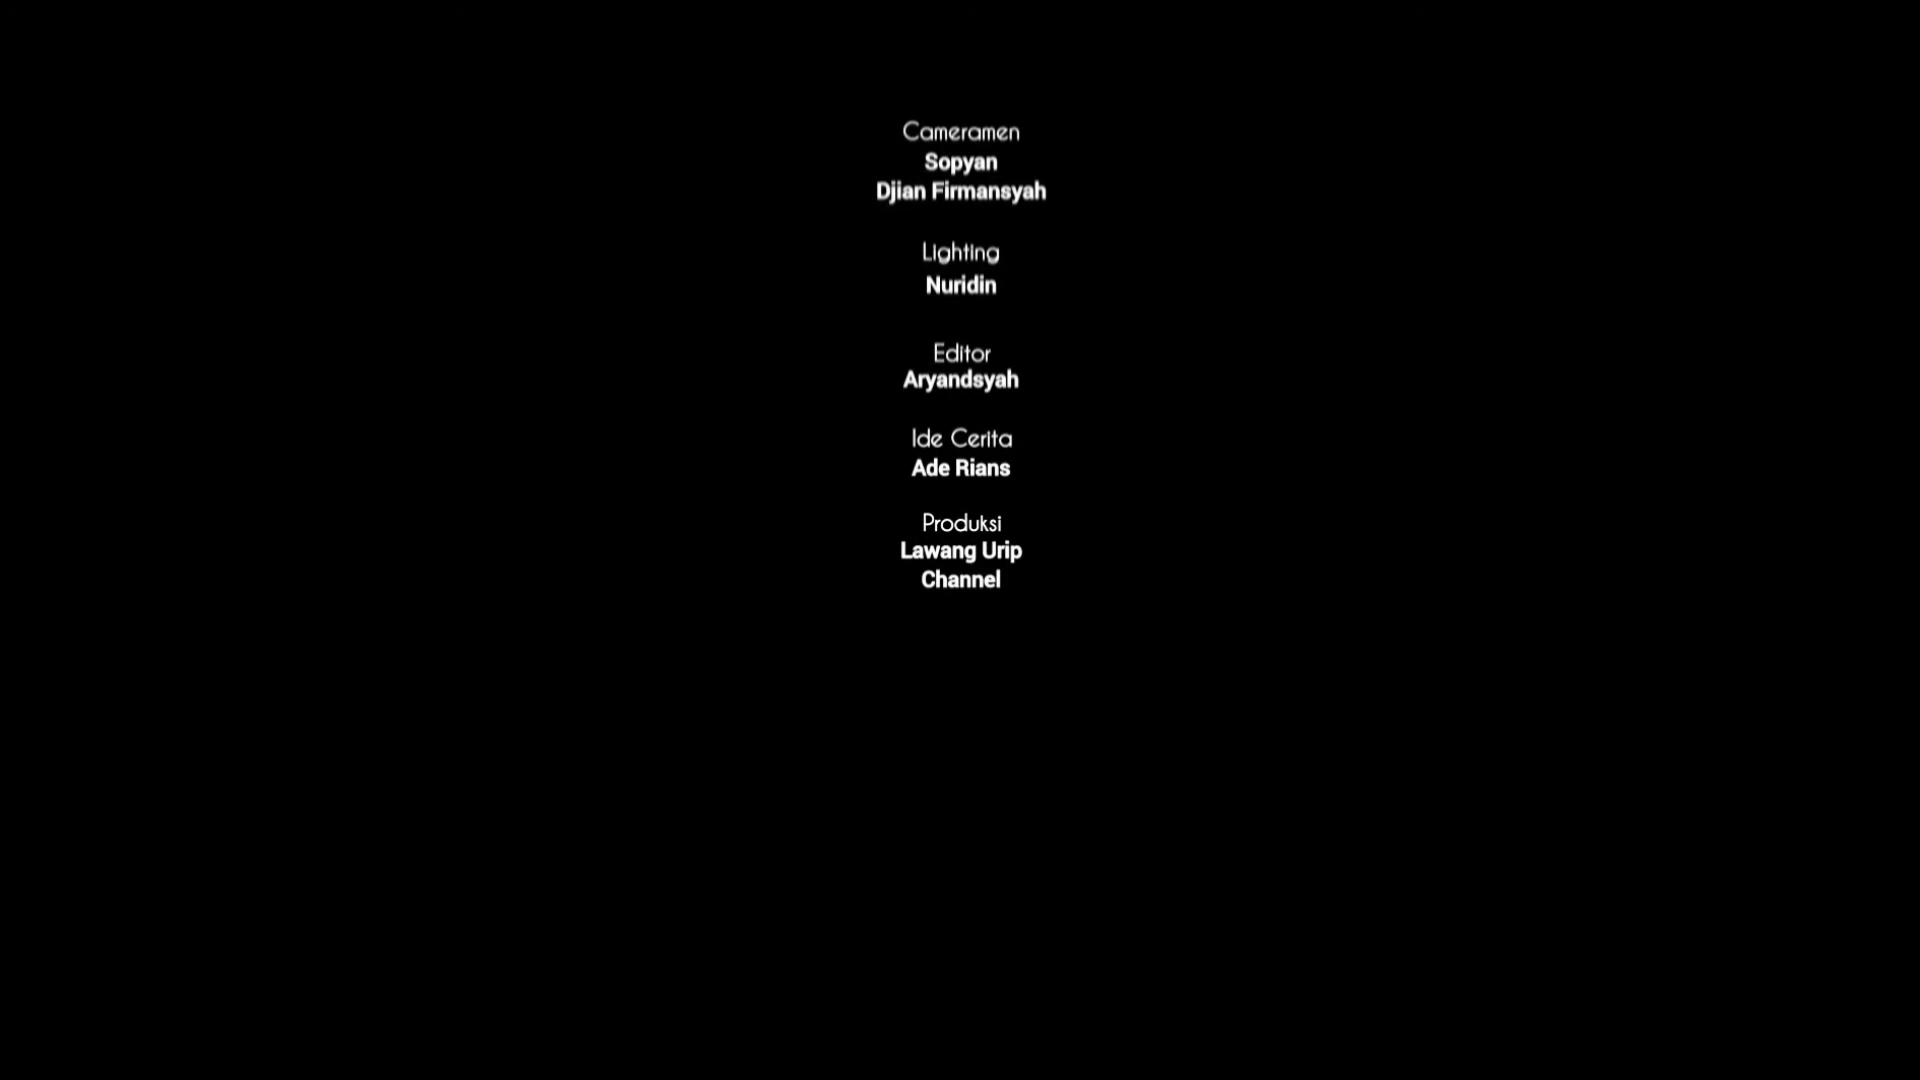 Cameramen
Sopyan
Djian Firmansyah
Lighting
Nuridin
Editor
Aryandsyah
Ide Cerita
Ade Rians
Produksi
Lawang Urip
Channel